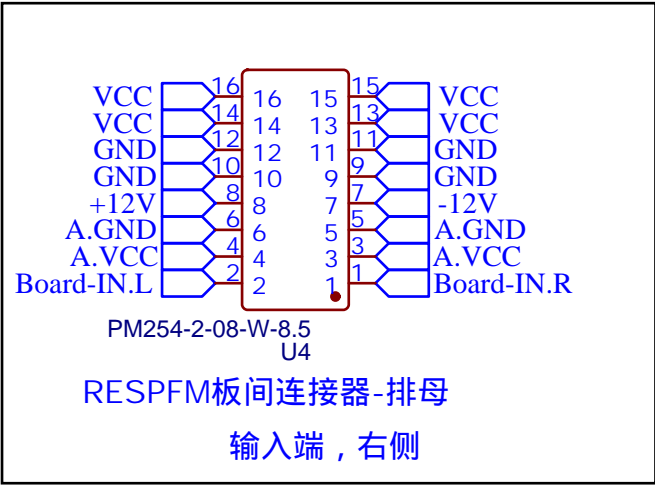 VCC 16 16 15 15 VCC
VCC 14 14 13 13 VCC
GND 12 12 11 11 GND
GND 10 10 9 9 GND
+12V 8 8 7 7 -12V
A.GND 6 6 5 5 A.GND
A.VCC 4 4 3 3 A.VCC
Board-IN.L 2 2 1 1 Board-IN.R
PM254-2-08-W-8.5
U4
RESPFM板间连接器-排母
输入端，右侧